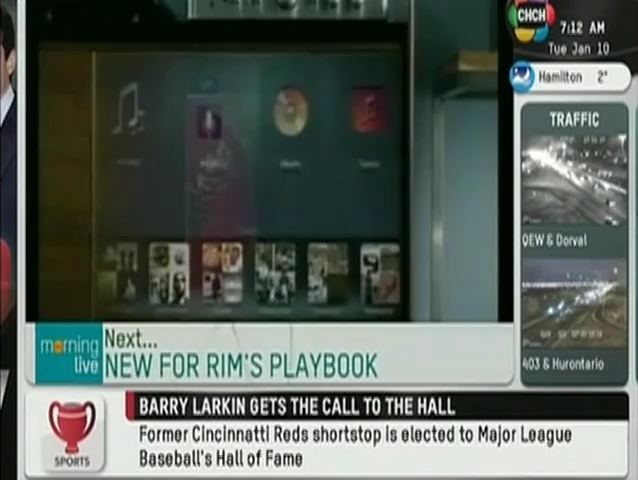 CHCH
7:12 AM
Tue Jan 10
Hamilton 2°
TRAFFIC
QEW & Dorval
403 & Hurontario
morning
live
Next...
NEW FOR RIM'S PLAYBOOK
SPORTS
BARRY LARKIN GETS THE CALL TO THE HALL
Former Cincinnatti Reds shortstop is elected to Major League
Baseball's Hall of Fame